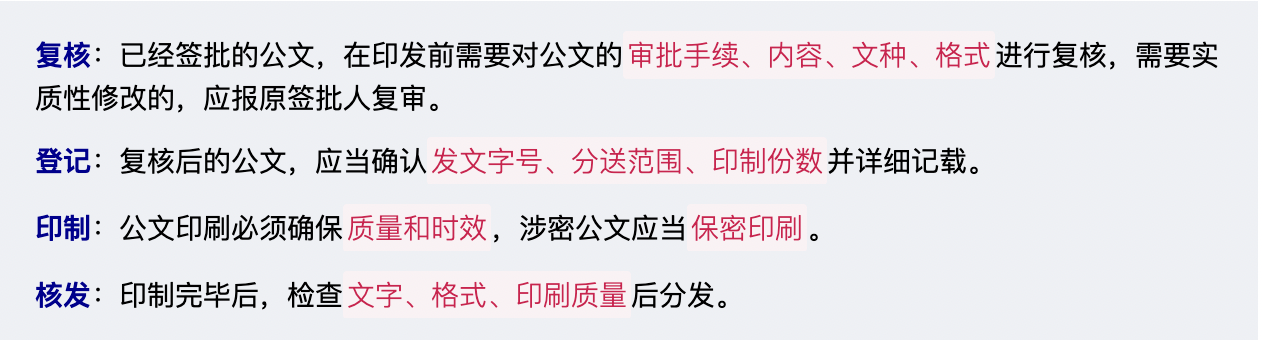 复核：已经签批的公文，在印发前需要对公文的审批手续、内容、文种、格式进行复核，需要实
质性修改的，应报原签批人复审。
登记：复核后的公文，应当确认发文字号、分送范围、印制份数并详细记载。
印制：公文印刷必须确保质量和时效，涉密公文应当保密印刷。
核发：印制完毕后，检查文字、格式、印刷质量后分发。